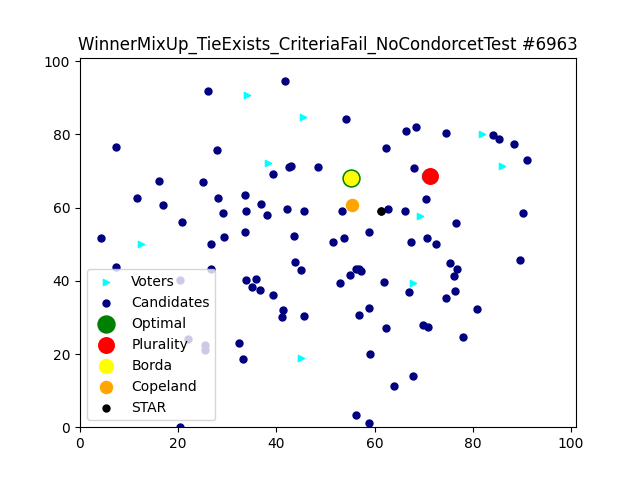 WinnerMixUp_TieExists_CriteriaFail_NoCondorcetTest #6963
100
80
60
40
20
0
0 20 40 60 80 100
Voters
Candidates
Optimal
Plurality
Borda
Copeland
STAR